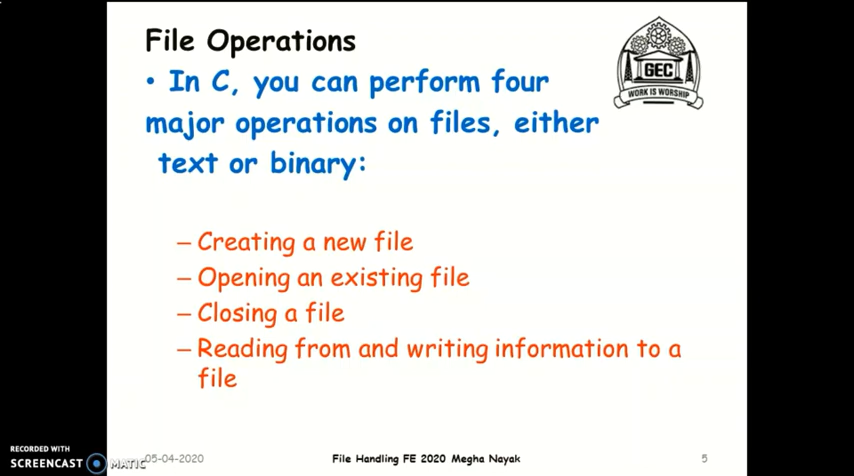 File Operations
• In C, you can perform four
major operations on files, either
text or binary:
GEC
WORK IS WORSHIP
– Creating a new file
– Opening an existing file
– Closing a file
– Reading from and writing information to a
file
RECORDED WITH
SCREENCAST MATIC
05-04-2020
File Handling FE 2020 Megha Nayak
5